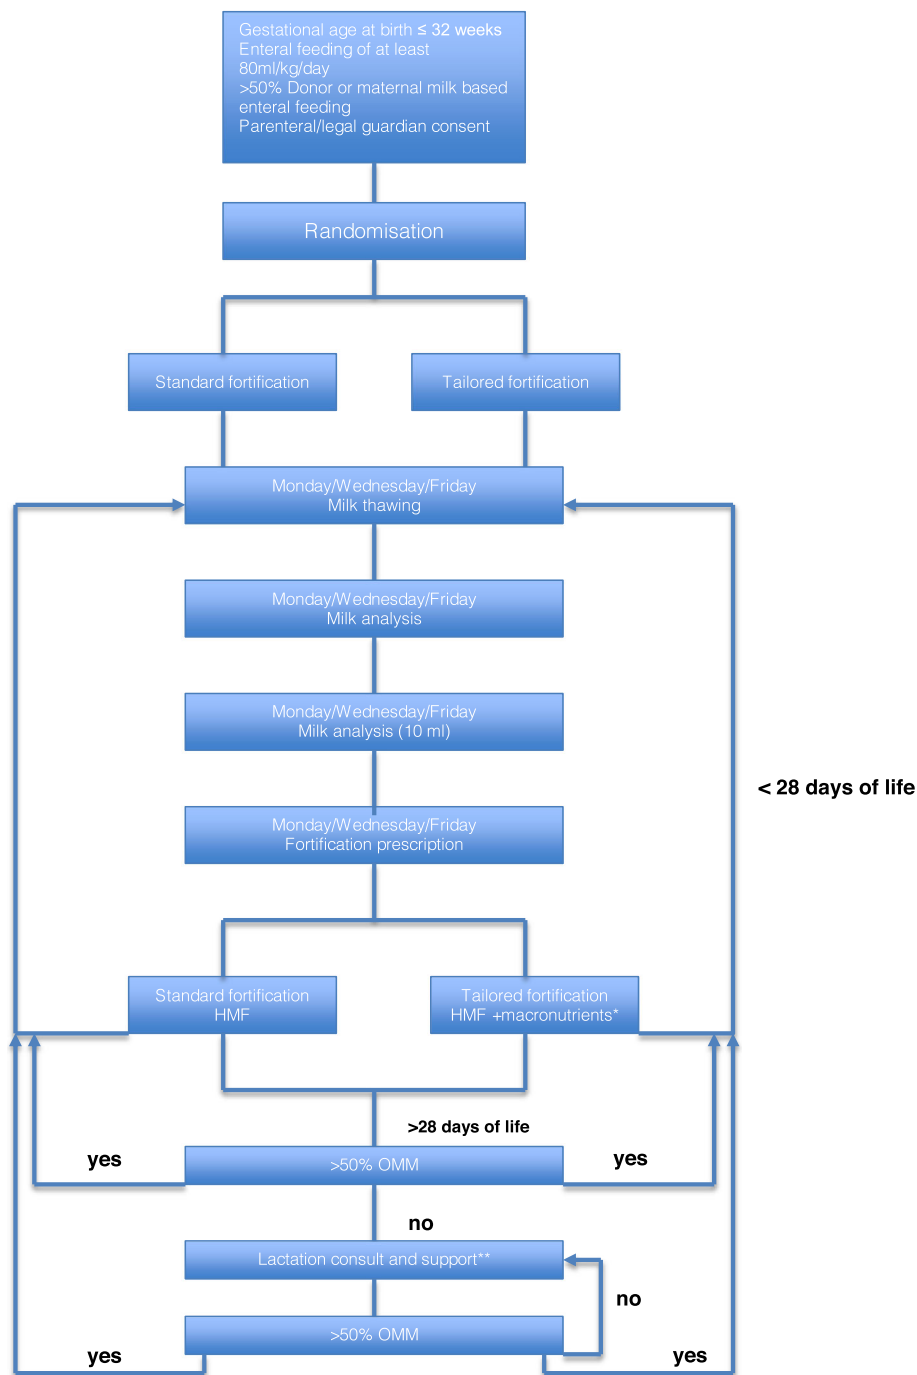 Gestational age at birth ≤ 32 weeks
Enteral feeding of at least
80ml/kg/day
>50% Donor or maternal milk based
enteral feeding
Parenteral/legal guardian consent
Randomisation
Standard fortification
Tailored fortification
Monday/Wednesday/Friday
Milk thawing
Monday/Wednesday/Friday
Milk analysis
Monday/Wednesday/Friday
Milk analysis (10 ml)
< 28 days of life
Monday/Wednesday/Friday
Fortification prescription
Standard fortification
HMF
Tailored fortification
HMF +macronutrients*
>28 days of life
yes
>50% OMM
yes
no
Lactation consult and support**
no
>50% OMM
yes
yes